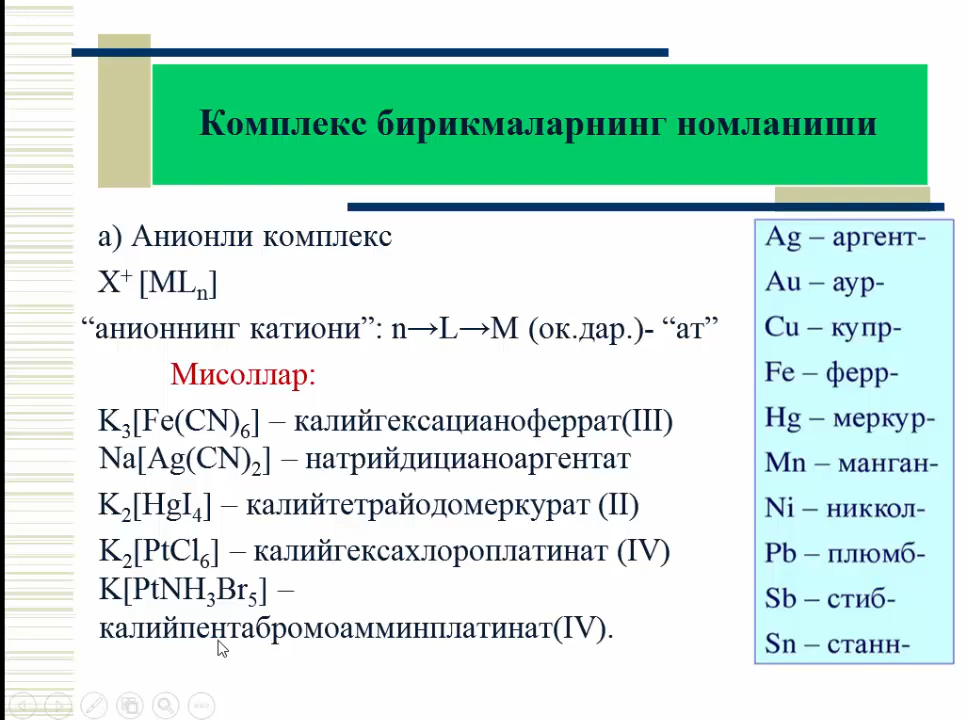 Комплекс бирикмаларнинг номланиши
а) Анионли комплекс
X⁺ [MLₙ]
“анионнинг катиони”: n→L→M (ок.дар.)- “ат”
Мисоллар:
K₃[Fe(CN)₆] – калийгексацианоферрат(III)
Na[Ag(CN)₂] – натрийдицианоаргентат
K₂[HgI₄] – калийтетрайодомеркурат (II)
K₂[PtCl₆] – калийгексахлороплатинат (IV)
K[PtNH₃Br₅] –
калийпентабромоамминплатинат(IV).
Ag – аргент-
Au – аур-
Cu – купр-
Fe – ферр-
Hg – меркур-
Mn – манган-
Ni – никкол-
Pb – плюмб-
Sb – стиб-
Sn – станн-